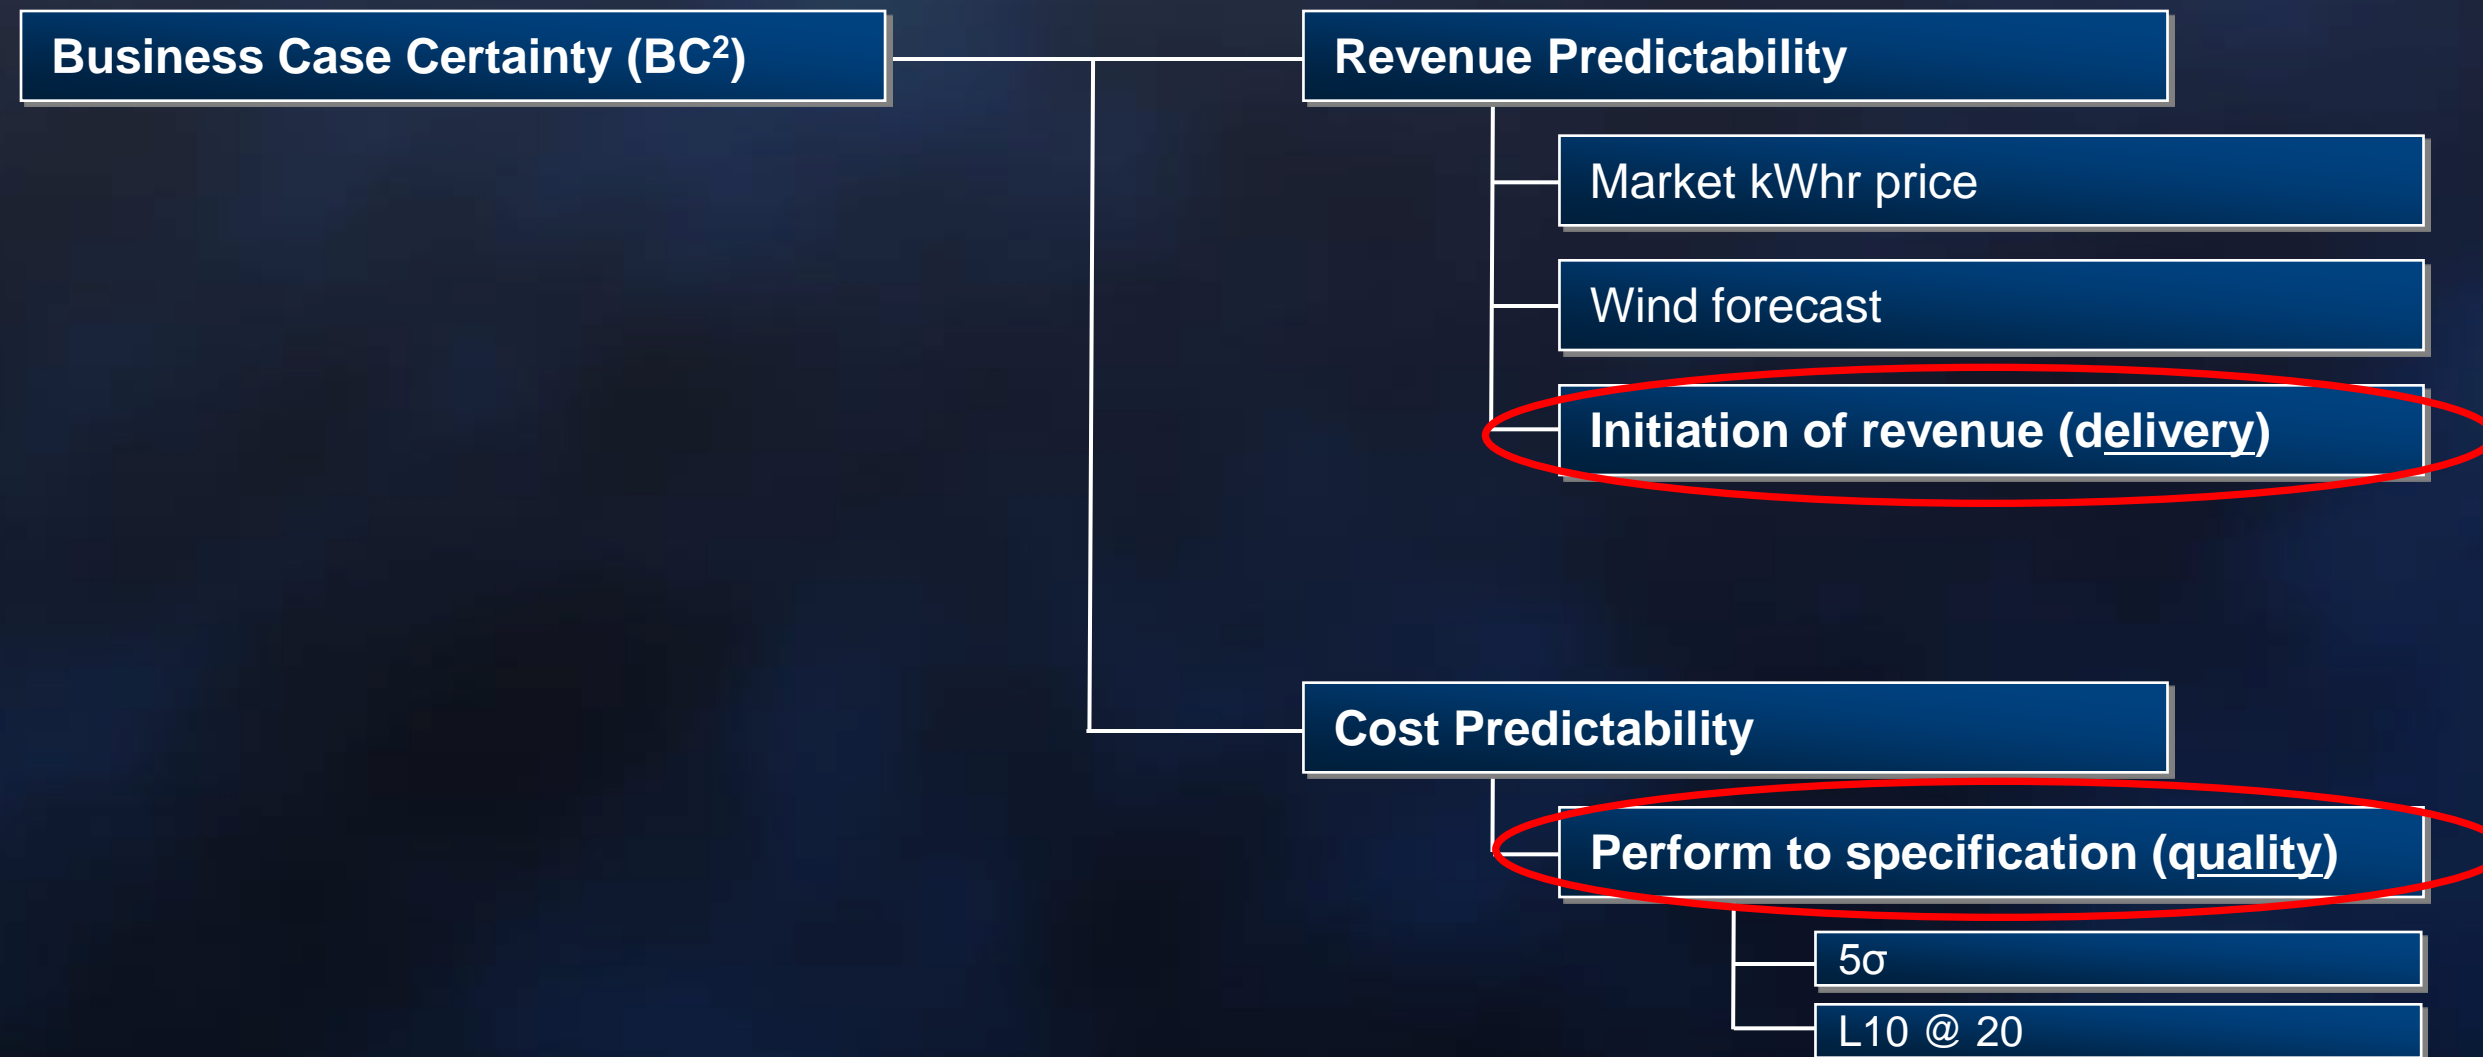 Business Case Certainty (BC²)
Revenue Predictability
Market kWhr price
Wind forecast
Initiation of revenue (delivery)
Cost Predictability
Perform to specification (quality)
5σ
L10 @ 20